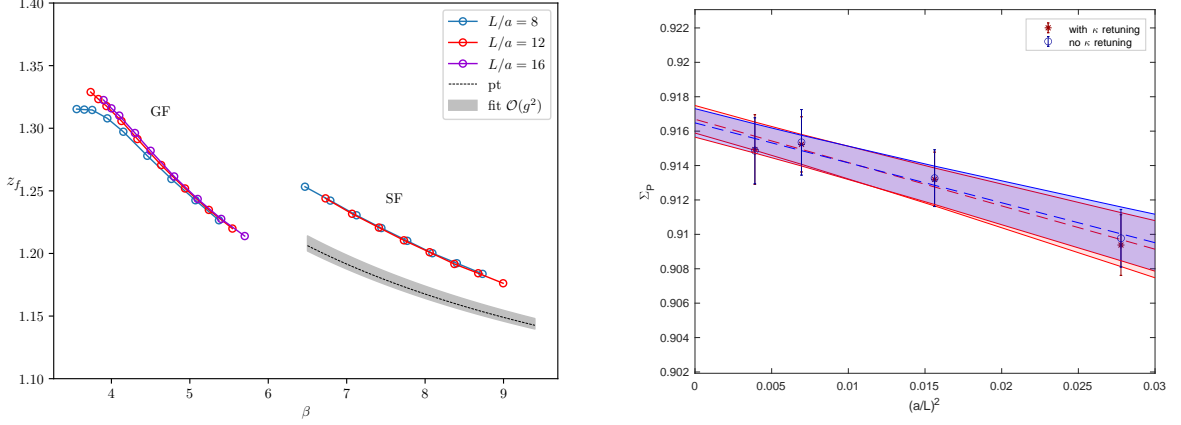 1.40
1.35
1.30
1.25
1.20
1.15
1.10
z_f
4
5
6
7
8
9
β
GF
SF
L/a = 8
L/a = 12
L/a = 16
pt
fit O(g²)
0.922
0.92
0.918
0.916
0.914
0.912
0.91
0.908
0.906
0.904
0.902
Σ_P
0
0.005
0.01
0.015
0.02
0.025
0.03
(a/L)²
with κ retuning
no κ retuning